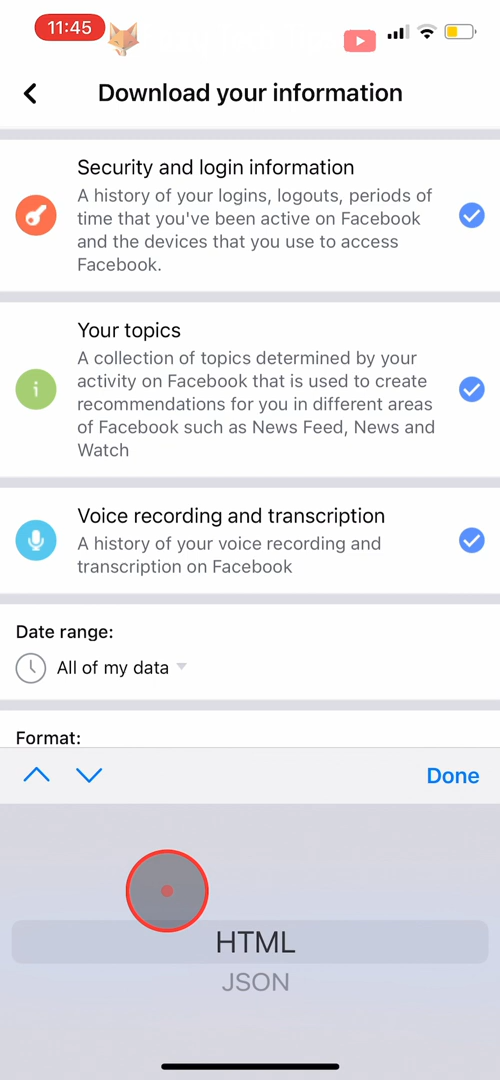 11:45
Download your information
Security and login information
A history of your logins, logouts, periods of
time that you've been active on Facebook
and the devices that you use to access
Facebook.
Your topics
A collection of topics determined by your
activity on Facebook that is used to create
recommendations for you in different areas
of Facebook such as News Feed, News and
Watch
Voice recording and transcription
A history of your voice recording and
transcription on Facebook
Date range:
All of my data
Format:
Done
HTML
JSON